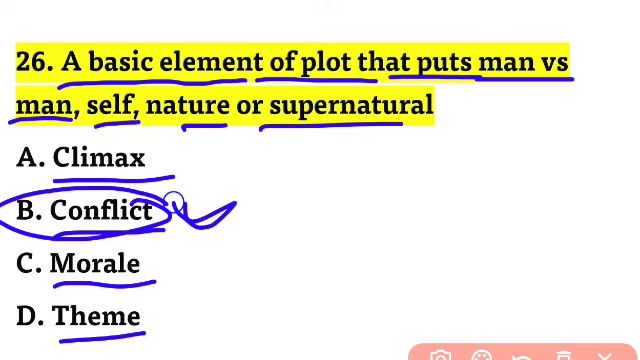 26. A basic element of plot that puts man vs
man, self, nature or supernatural
A. Climax
B. Conflict
C. Morale
D. Theme